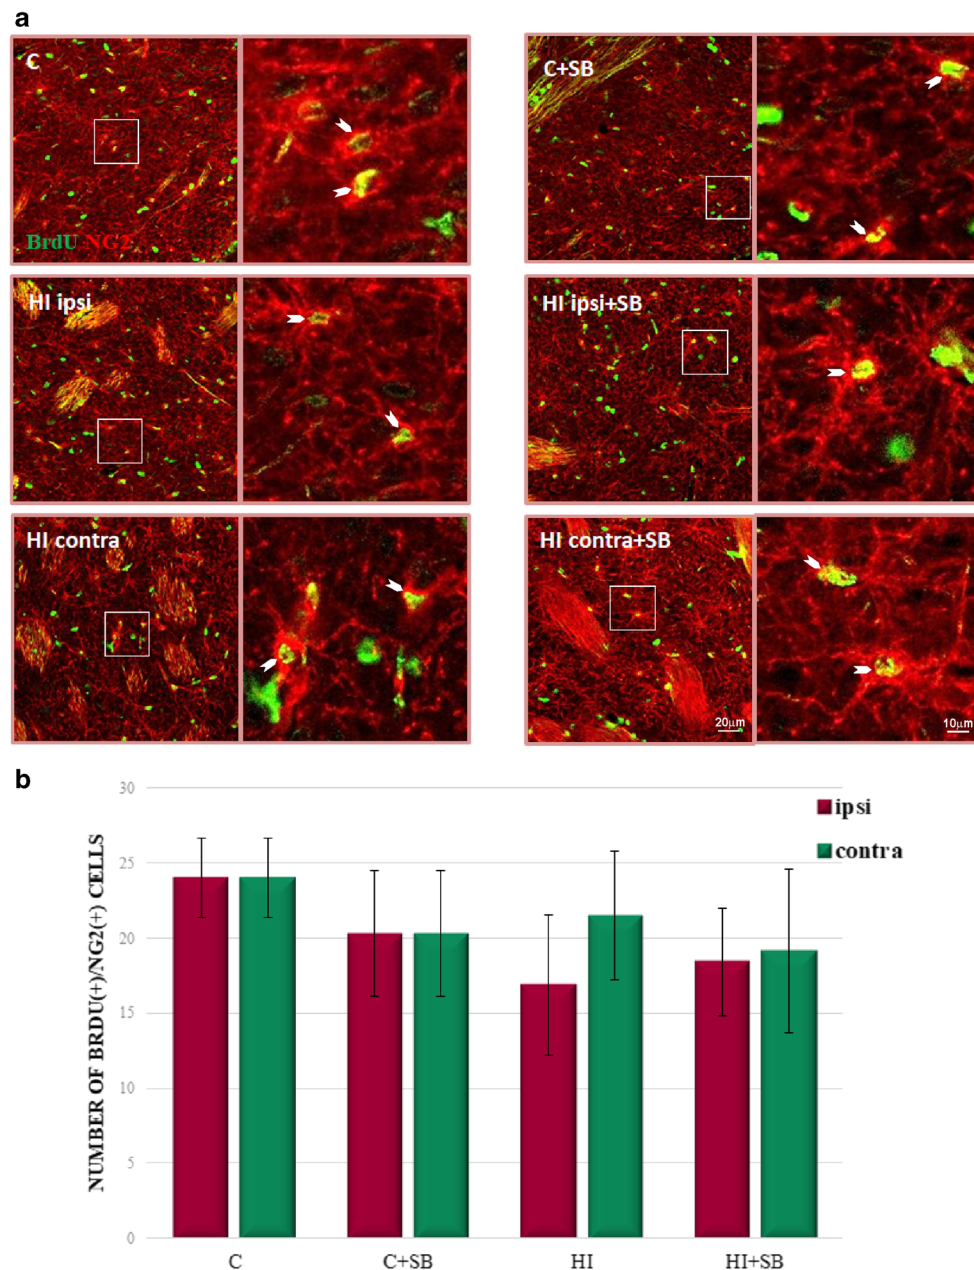 a
C
C+SB
BrdU NG2
HI ipsi
HI ipsi+SB
HI contra
HI contra+SB
20µm
10µm
b
30
25
20
15
10
5
0
NUMBER OF BRDU(+)/NG2(+) CELLS
ipsi
contra
C
C+SB
HI
HI+SB